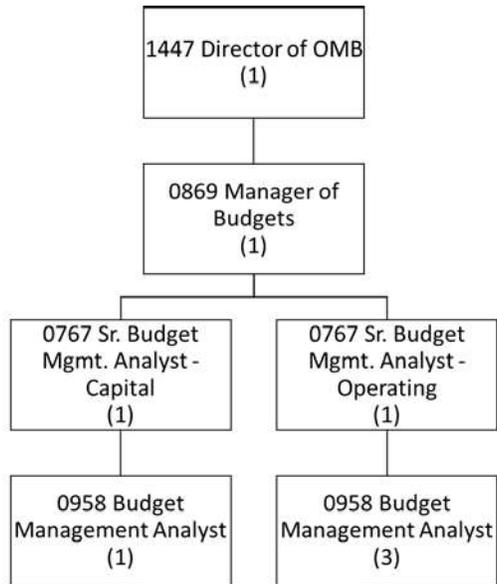 1447 Director of OMB
(1)
0869 Manager of
Budgets
(1)
0767 Sr. Budget
Mgmt. Analyst -
Capital
(1)
0767 Sr. Budget
Mgmt. Analyst -
Operating
(1)
0958 Budget
Management Analyst
(1)
0958 Budget
Management Analyst
(3)